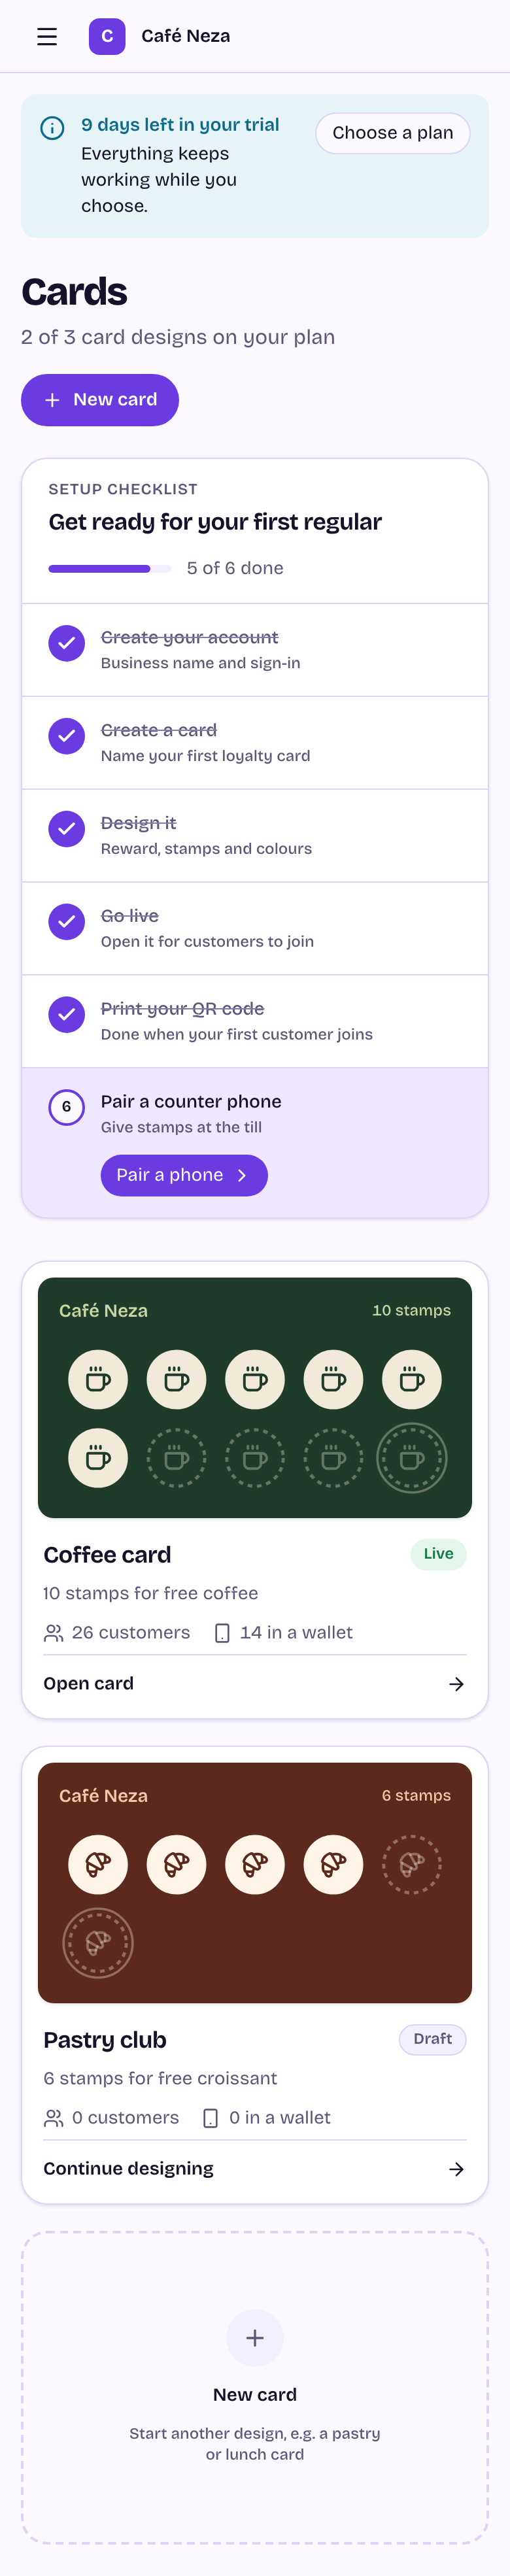 C
Café Neza
9 days left in your trial
Everything keeps
working while you
choose.
Choose a plan
Cards
2 of 3 card designs on your plan
New card
SETUP CHECKLIST
Get ready for your first regular
5 of 6 done
Create your account
Business name and sign-in
Create a card
Name your first loyalty card
Design it
Reward, stamps and colours
Go live
Open it for customers to join
Print your QR code
Done when your first customer joins
6
Pair a counter phone
Give stamps at the till
Pair a phone
Café Neza
10 stamps
Coffee card
Live
10 stamps for free coffee
26 customers
14 in a wallet
Open card
Café Neza
6 stamps
Pastry club
Draft
6 stamps for free croissant
0 customers
0 in a wallet
Continue designing
New card
Start another design, e.g. a pastry
or lunch card